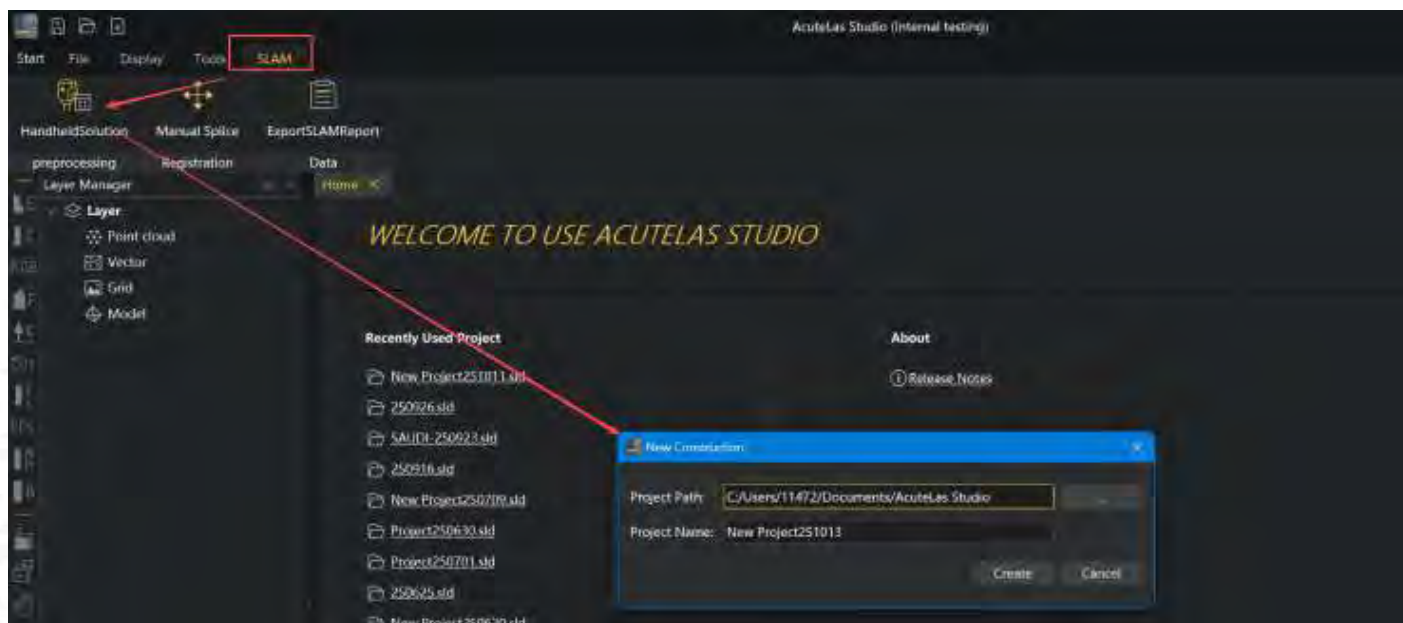 AcuteLas Studio (Internal testing)
Start File Display Tools SLAM
HandheldSolution Manual Splice ExportSLAMReport
preprocessing Registration Data
Layer Manager
Home
Layer
Point cloud
Vector
Grid
Model
WELCOME TO USE ACUTELAS STUDIO
Recently Used Project
About
New Project251011.sld
Release Notes
250926.sld
SAUDI-250923.sld
250916.sld
New Project250709.sld
Project250630.sld
Project250701.sld
250625.sld
New Project250620.sld
New Construction
Project Path: C:/Users/11472/Documents/AcuteLas Studio ...
Project Name: New Project251013
Create Cancel